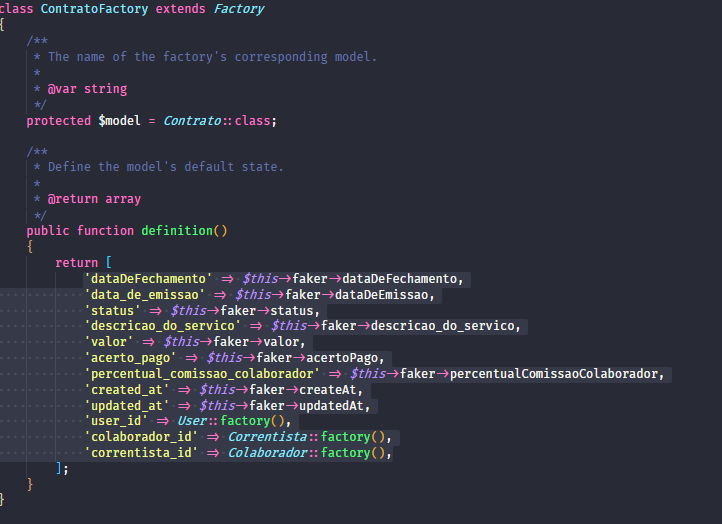 class ContratoFactory extends Factory
{
    /**
     * The name of the factory's corresponding model.
     *
     * @var string
     */
    protected $model = Contrato::class;

    /**
     * Define the model's default state.
     *
     * @return array
     */
    public function definition()
    {
        return [
            'dataDeFechamento' => $this->faker->dataDeFechamento,
            'data_de_emissao' => $this->faker->dataDeEmissao,
            'status' => $this->faker->status,
            'descricao_do_servico' => $this->faker->descricao_do_servico,
            'valor' => $this->faker->valor,
            'acerto_pago' => $this->faker->acertoPago,
            'percentual_comissao_colaborador' => $this->faker->percentualComissaoColaborador,
            'created_at' => $this->faker->createAt,
            'updated_at' => $this->faker->updatedAt,
            'user_id' => User::factory(),
            'colaborador_id' => Correntista::factory(),
            'correntista_id' => Colaborador::factory(),
        ];
    }
}